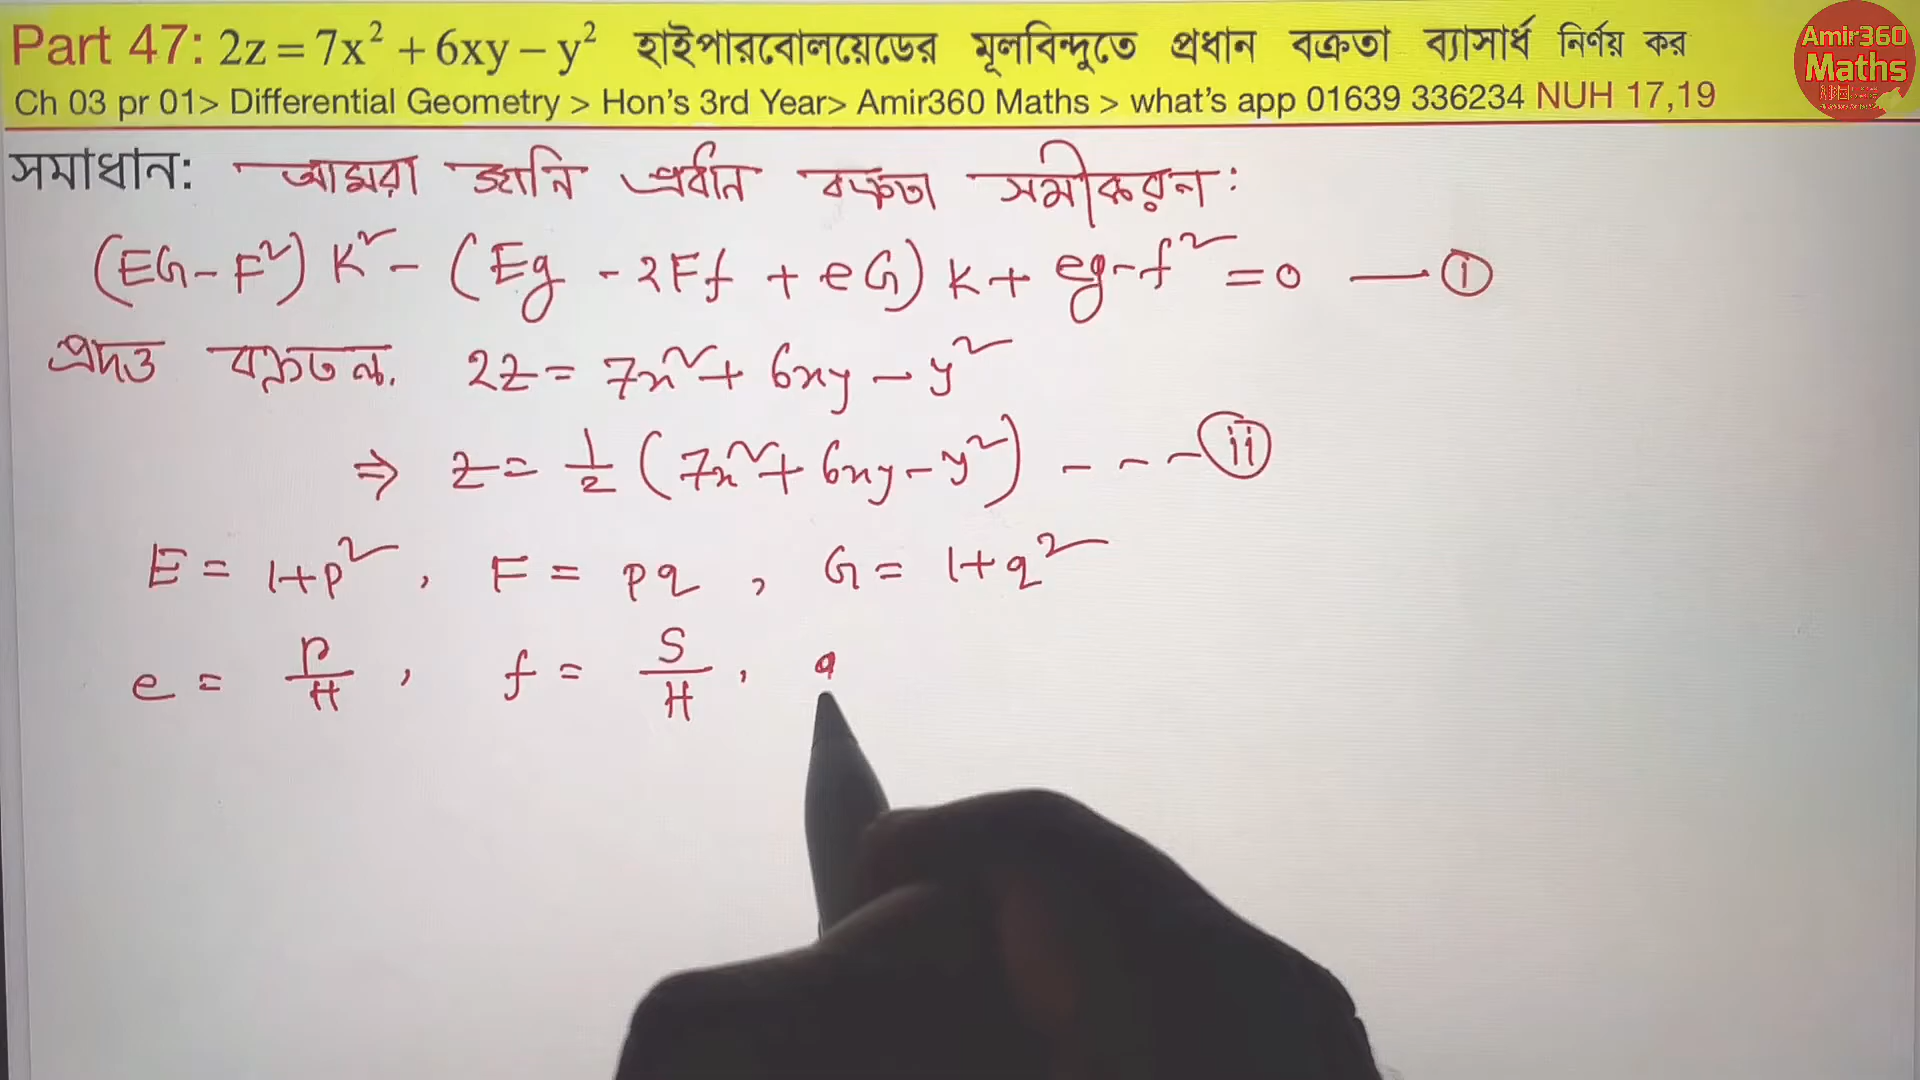 Part 47: 2z = 7x² + 6xy – y² হাইপারবোলয়েডের মূলবিন্দুতে প্রধান বক্রতা ব্যাসার্ধ নির্ণয় কর
Ch 03 pr 01> Differential Geometry > Hon's 3rd Year> Amir360 Maths > what's app 01639 336234 NUH 17,19
Amir360
Maths
সমাধান: আমরা জানি প্রধান বক্রতা সমীকরন:
(EG – F²) K² – (Eg – 2Ff + eG) K + eg – f² = 0 — (i)
প্রদত্ত বক্রতল. 2z = 7x² + 6xy – y²
⇒ z = 1/2 (7x² + 6xy – y²) - - - (ii)
E = 1+p², F = pq, G = 1+q²
e = r/H, f = S/H,